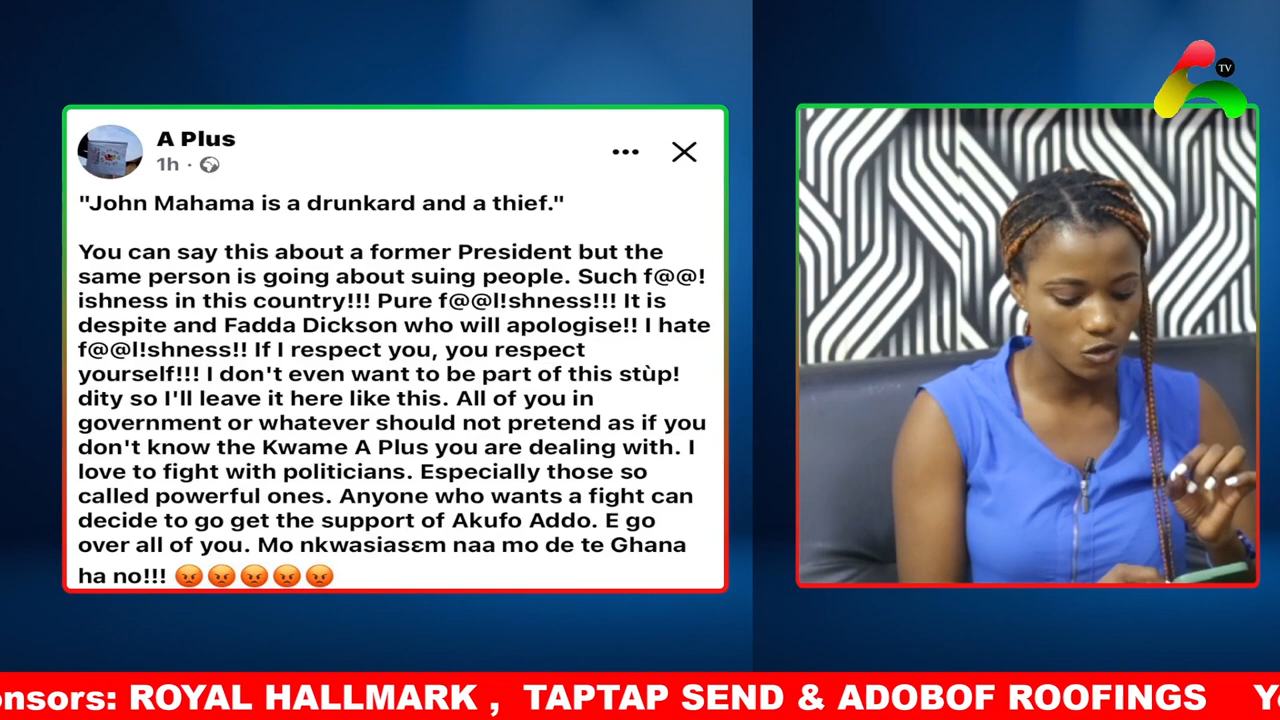 TV
A Plus
1h ·
"John Mahama is a drunkard and a thief."
You can say this about a former President but the
same person is going about suing people. Such f@@!
ishness in this country!!! Pure f@@l!shness!!! It is
despite and Fadda Dickson who will apologise!! I hate
f@@l!shness!! If I respect you, you respect
yourself!!! I don't even want to be part of this stùp!
dity so I'll leave it here like this. All of you in
government or whatever should not pretend as if you
don't know the Kwame A Plus you are dealing with. I
love to fight with politicians. Especially those so
called powerful ones. Anyone who wants a fight can
decide to go get the support of Akufo Addo. E go
over all of you. Mo nkwasiasɛm naa mo de te Ghana
ha no!!! 😡😡😡😡😡
onsors: ROYAL HALLMARK , TAPTAP SEND & ADOBOF ROOFINGS Y